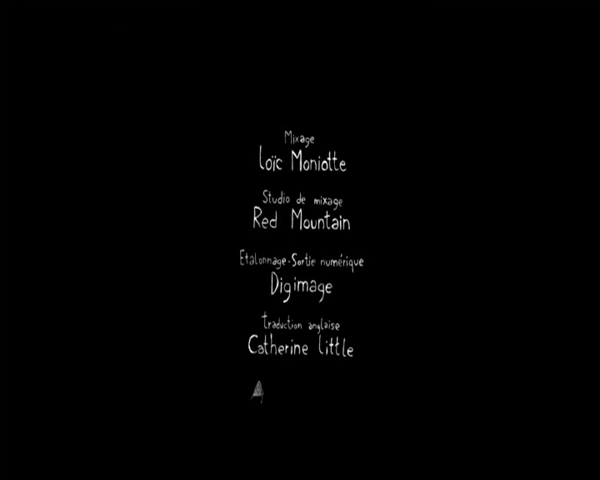 Mixage
Loïc Moniotte
Studio de mixage
Red Mountain
Etalonnage-Sortie numérique
Digimage
traduction anglaise
Catherine Little
A